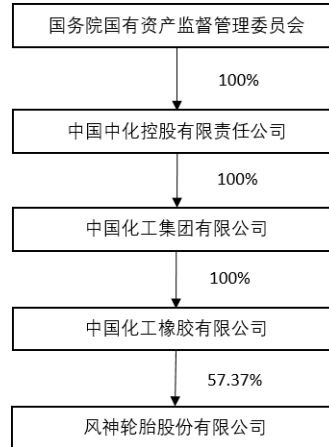 国务院国有资产监督管理委员会
100%
中国中化控股有限责任公司
100%
中国化工集团有限公司
100%
中国化工橡胶有限公司
57.37%
风神轮胎股份有限公司